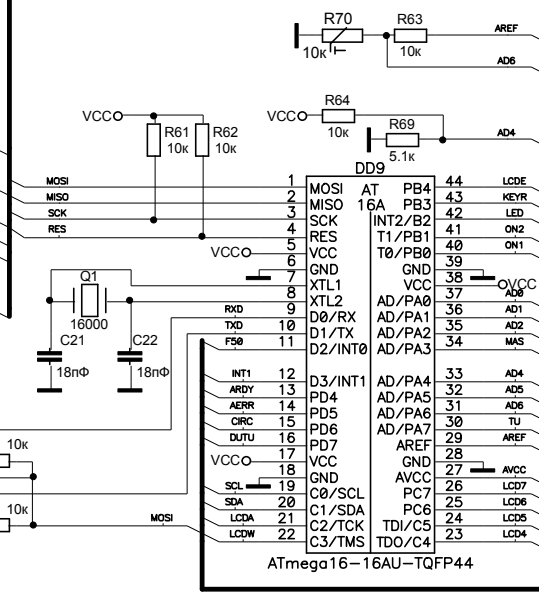 R70
R63
AREF
10к
10к
AD6
R64
VCC
10к
R69
AD4
5.1к
VCC
R61
R62
10к
10к
DD9
MOSI 1 MOSI AT PB4 44 LCDE
MISO 2 MISO 16A PB3 43 KEYR
SCK 3 SCK INT2/B2 42 LED
RES 4 RES T1/PB1 41 ON2
VCC 5 VCC T0/PB0 40 ON1
6 GND GND 39
7 XTL1 VCC 38 VCC
8 XTL2 AD/PA0 37 AD0
RXD 9 D0/RX AD/PA1 36 AD1
TXD 10 D1/TX AD/PA2 35 AD2
F50 11 D2/INT0 AD/PA3 34 MAS
Q1
16000
C21
C22
18пФ
18пФ
INT1 12 D3/INT1 AD/PA4 33 AD4
ARDY 13 PD4 AD/PA5 32 AD5
AERR 14 PD5 AD/PA6 31 AD6
CIRC 15 PD6 AD/PA7 30 TU
DUTU 16 PD7 AREF 29 AREF
VCC 17 VCC GND 28
18 GND AVCC 27 AVCC
SCL 19 C0/SCL PC7 26 LCD7
SDA 20 C1/SDA PC6 25 LCD6
LCDA 21 C2/TCK TDI/C5 24 LCD5
LCDW 22 C3/TMS TDO/C4 23 LCD4
10к
10к
MOSI
ATmega16-16AU-TQFP44